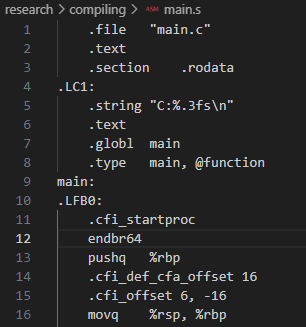 research > compiling > ASM main.s
1 .file "main.c"
2 .text
3 .section .rodata
4 .LC1:
5 .string "C:%.3fs\n"
6 .text
7 .globl main
8 .type main, @function
9 main:
10 .LFB0:
11 .cfi_startproc
12 endbr64
13 pushq %rbp
14 .cfi_def_cfa_offset 16
15 .cfi_offset 6, -16
16 movq %rsp, %rbp